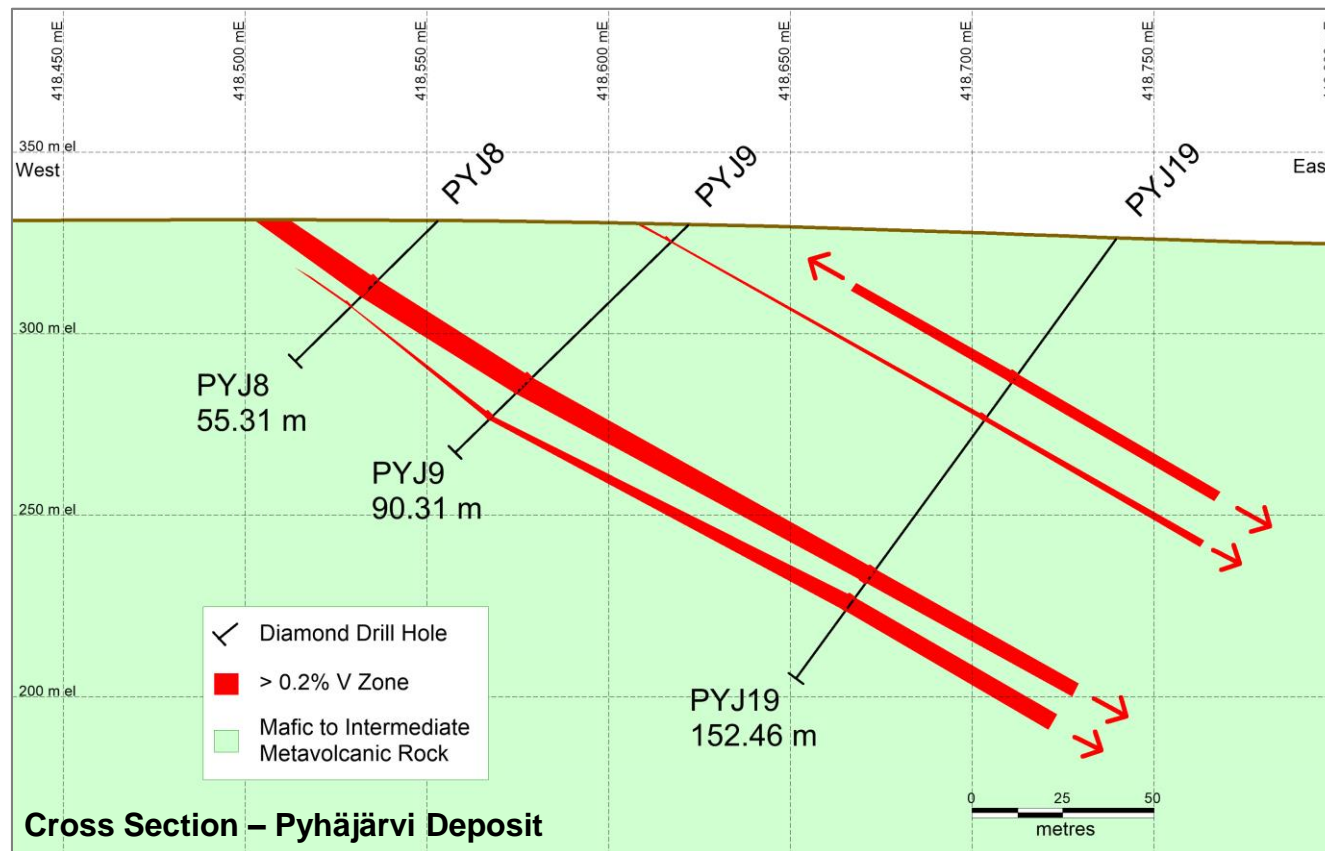 418,450 mE
418,500 mE
418,550 mE
418,600 mE
418,650 mE
418,700 mE
418,750 mE
350 m el
West
PYJ8
PYJ9
PYJ19
Eas
300 m el
PYJ8
55.31 m
PYJ9
90.31 m
250 m el
Diamond Drill Hole
> 0.2% V Zone
Mafic to Intermediate
Metavolcanic Rock
200 m el
PYJ19
152.46 m
0 25 50
metres
Cross Section – Pyhäjärvi Deposit